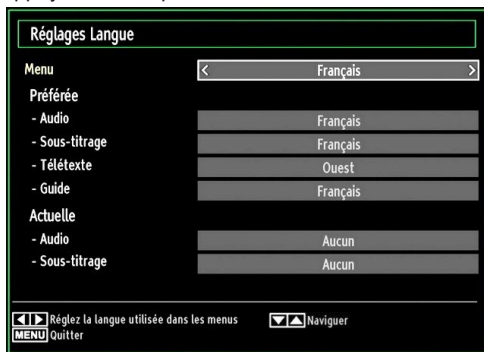 Réglages Langue
Menu < Français >
Préférée
- Audio Français
- Sous-titrage Français
- Télétexte Ouest
- Guide Français
Actuelle
- Audio Aucun
- Sous-titrage Aucun
Réglez la langue utilisée dans les menus Naviguer
MENU Quitter